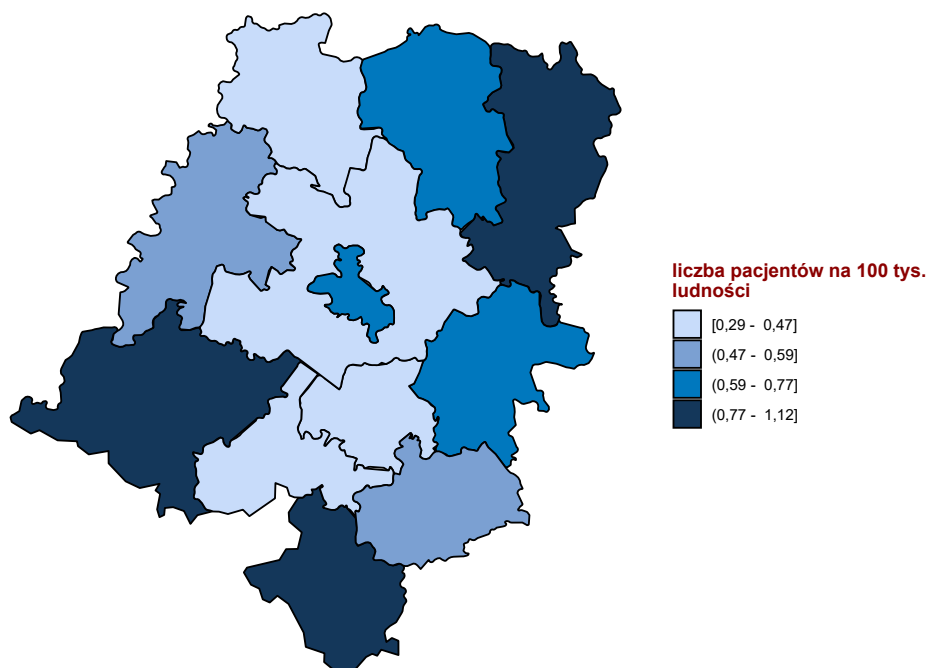 liczba pacjentów na 100 tys.
ludności
[0,29 - 0,47]
(0,47 - 0,59]
(0,59 - 0,77]
(0,77 - 1,12]